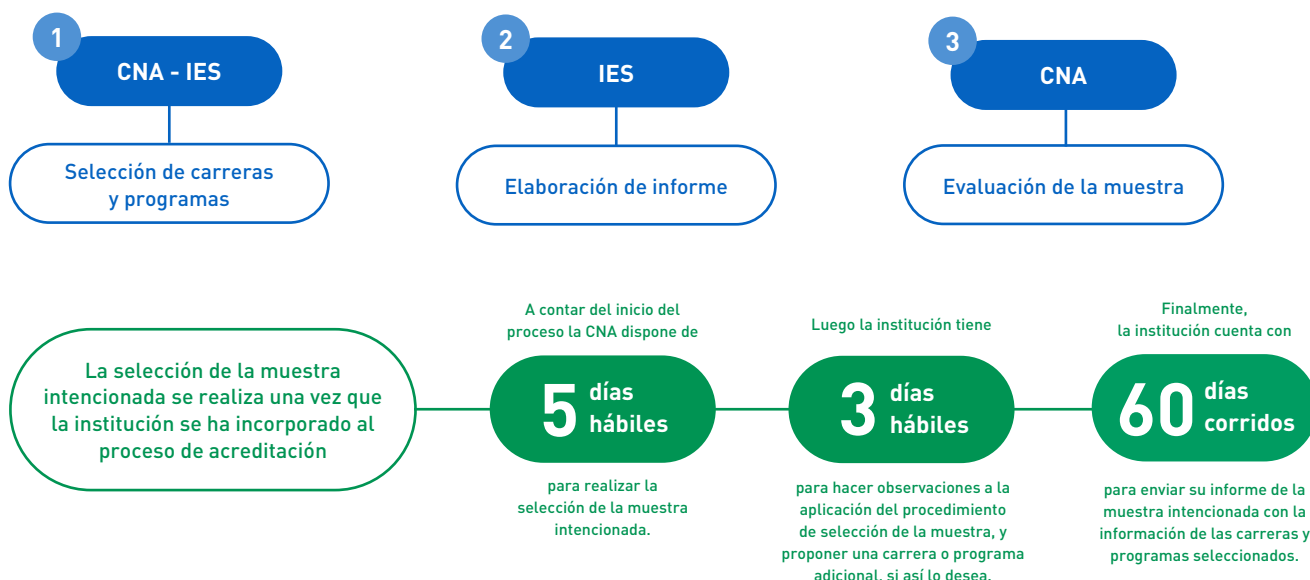 1
CNA - IES
Selección de carreras
y programas
2
IES
Elaboración de informe
3
CNA
Evaluación de la muestra
La selección de la muestra
intencionada se realiza una vez que
la institución se ha incorporado al
proceso de acreditación
A contar del inicio del
proceso la CNA dispone de
5 días
hábiles
para realizar la
selección de la muestra
intencionada.
Luego la institución tiene
3 días
hábiles
para hacer observaciones a la
aplicación del procedimiento
de selección de la muestra, y
proponer una carrera o programa
adicional, si así lo desea.
Finalmente,
la institución cuenta con
60 días
corridos
para enviar su informe de la
muestra intencionada con la
información de las carreras y
programas seleccionados.